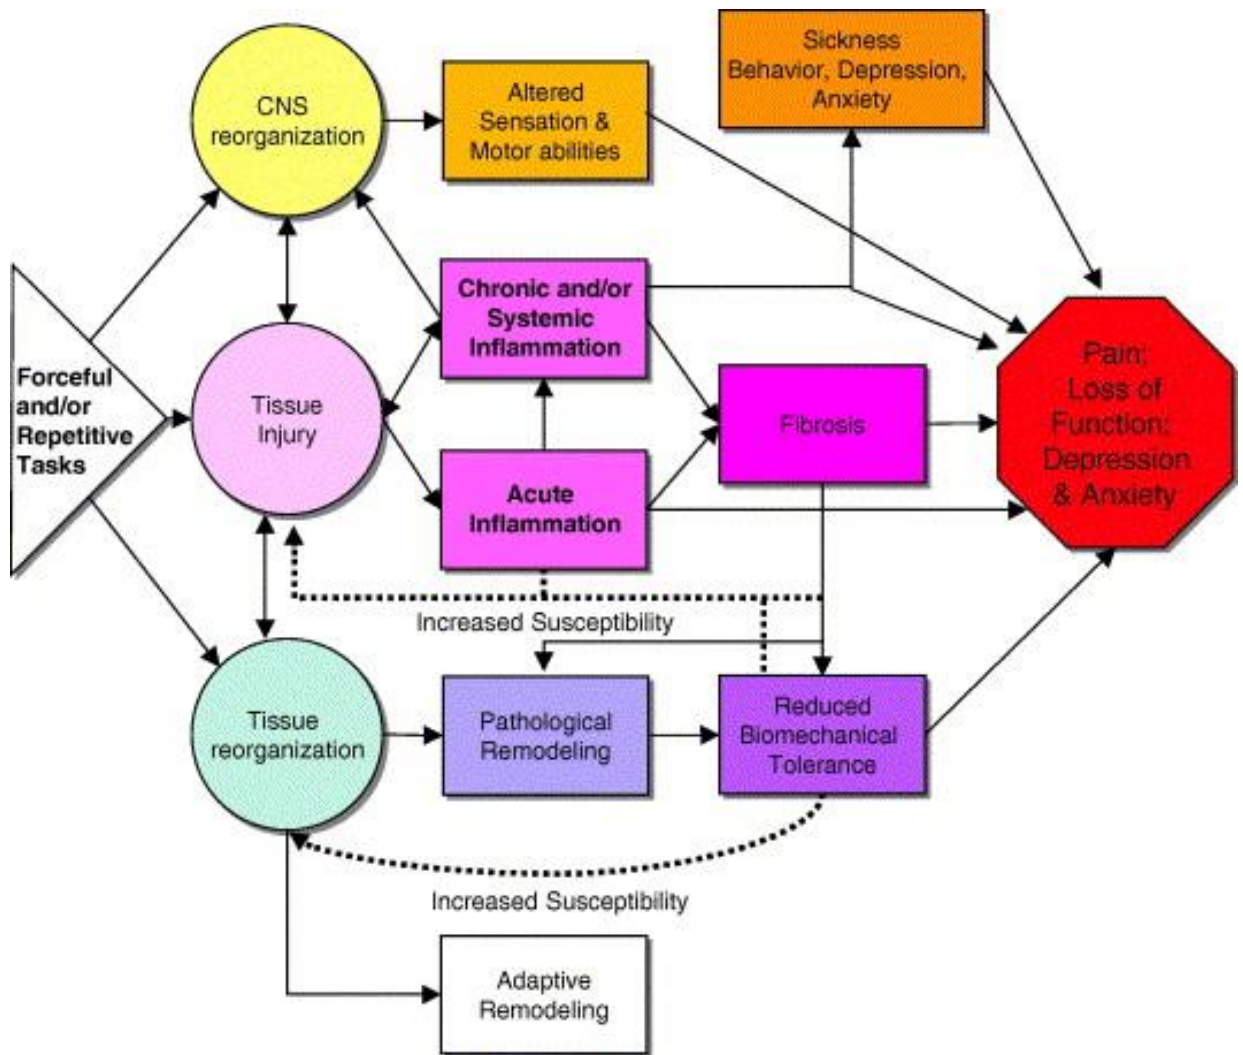 CNS
reorganization
Altered
Sensation &
Motor abilities
Sickness
Behavior, Depression,
Anxiety
Forceful
and/or
Repetitive
Tasks
Tissue
Injury
Chronic and/or
Systemic
Inflammation
Acute
Inflammation
Fibrosis
Pain;
Loss of
Function;
Depression
& Anxiety
Increased Susceptibility
Tissue
reorganization
Pathological
Remodeling
Reduced
Biomechanical
Tolerance
Increased Susceptibility
Adaptive
Remodeling